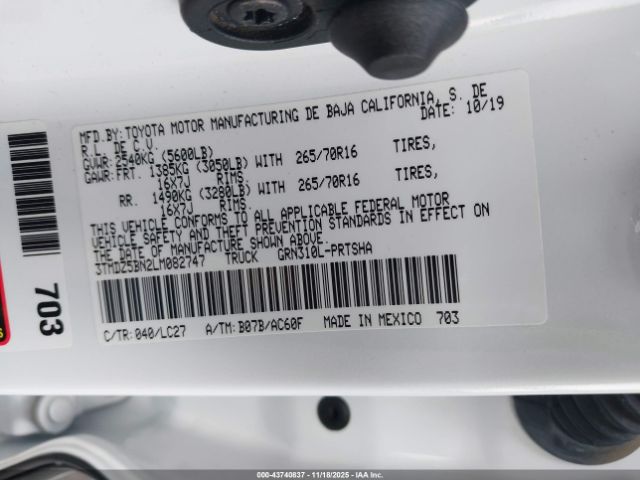 MFD. BY: TOYOTA MOTOR MANUFACTURING DE BAJA CALIFORNIA, S. DE
R.L. DE C.V. DATE: 10/19
GVWR: 2540KG (5600LB)
GAWR: FRT. 1385KG (3050LB) WITH 265/70R16 TIRES,
16X7J RIMS.
RR. 1490KG (3280LB) WITH 265/70R16 TIRES,
16X7J RIMS.
THIS VEHICLE CONFORMS TO ALL APPLICABLE FEDERAL MOTOR
VEHICLE SAFETY AND THEFT PREVENTION STANDARDS IN EFFECT ON
THE DATE OF MANUFACTURE SHOWN ABOVE.
3TMDZ5BN2LM082747 TRUCK GRN310L-PRTSHA
C/TR: 040/LC27 A/TM: B07B/AC60F MADE IN MEXICO 703
703
000-43740837 - 11/18/2025 - IAAI.CA